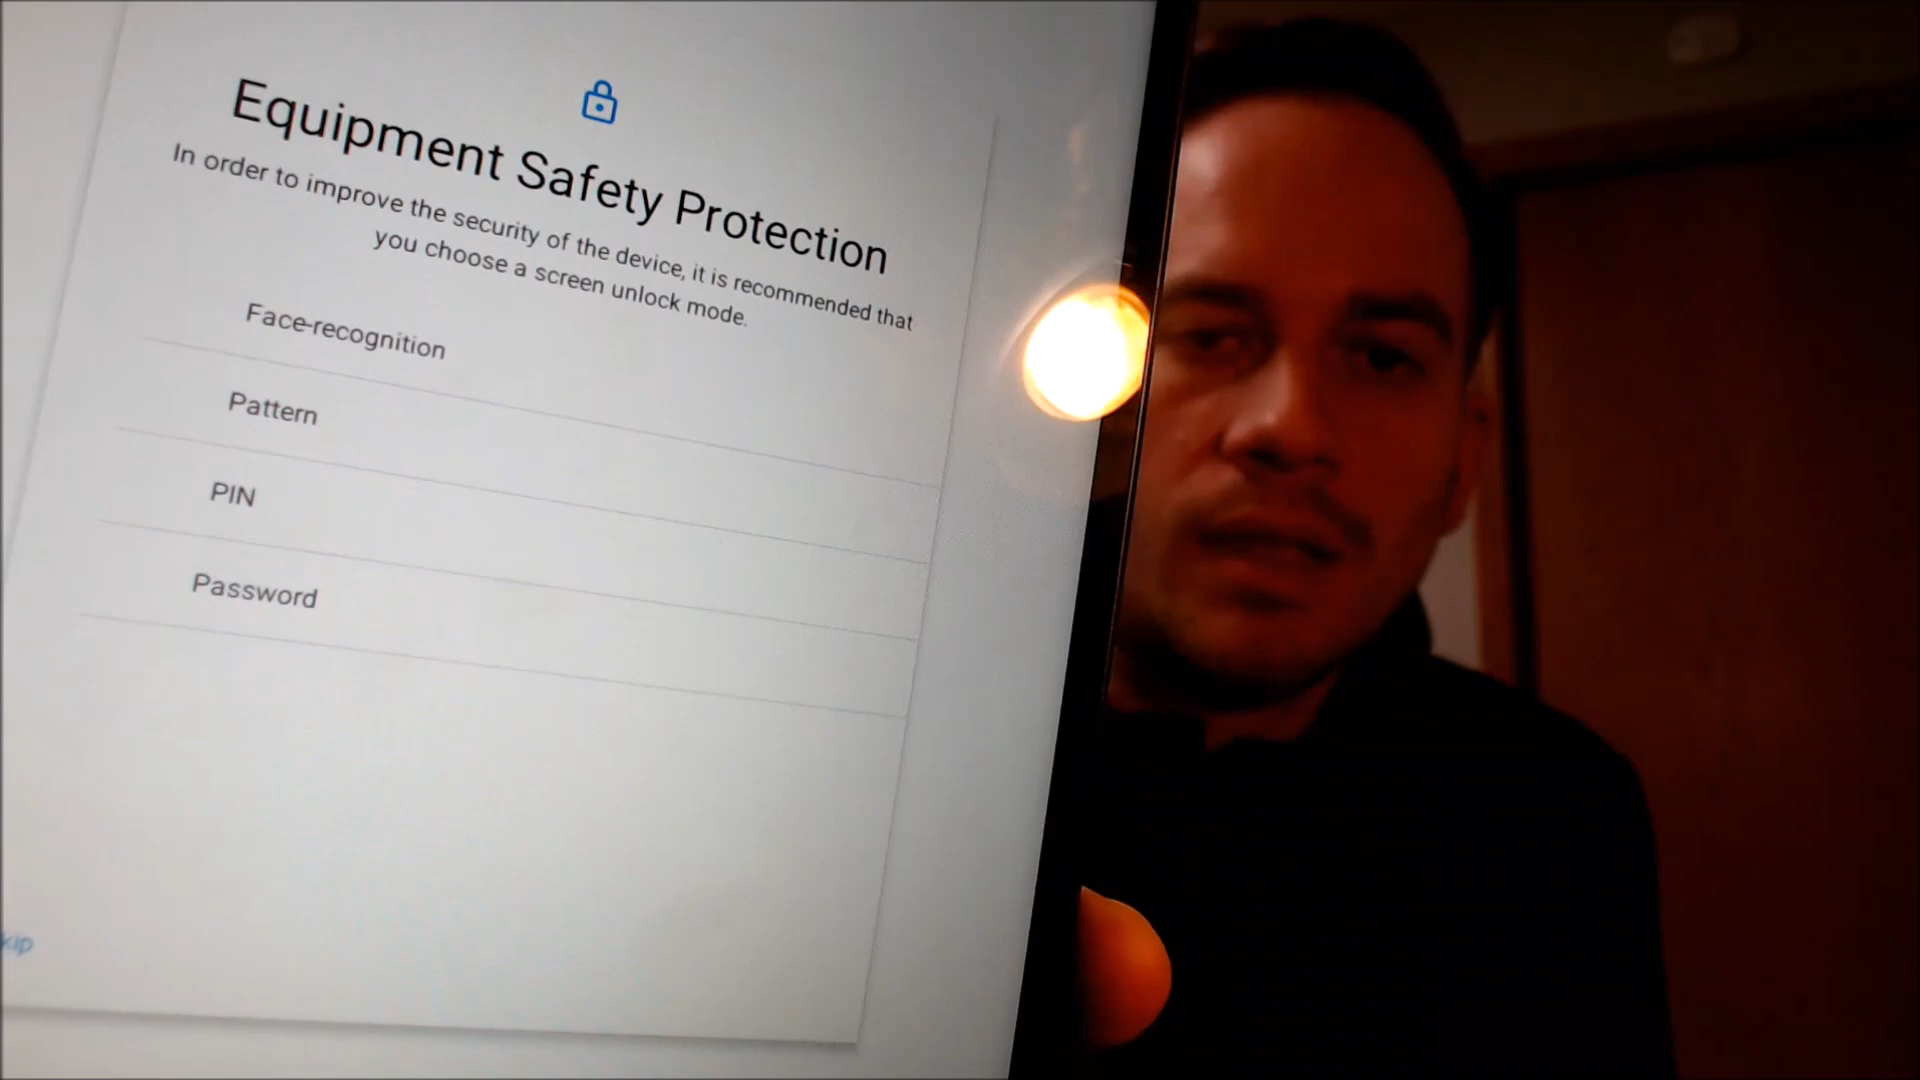 Equipment Safety Protection
In order to improve the security of the device, it is recommended that
you choose a screen unlock mode.
Face-recognition
Pattern
PIN
Password
kip